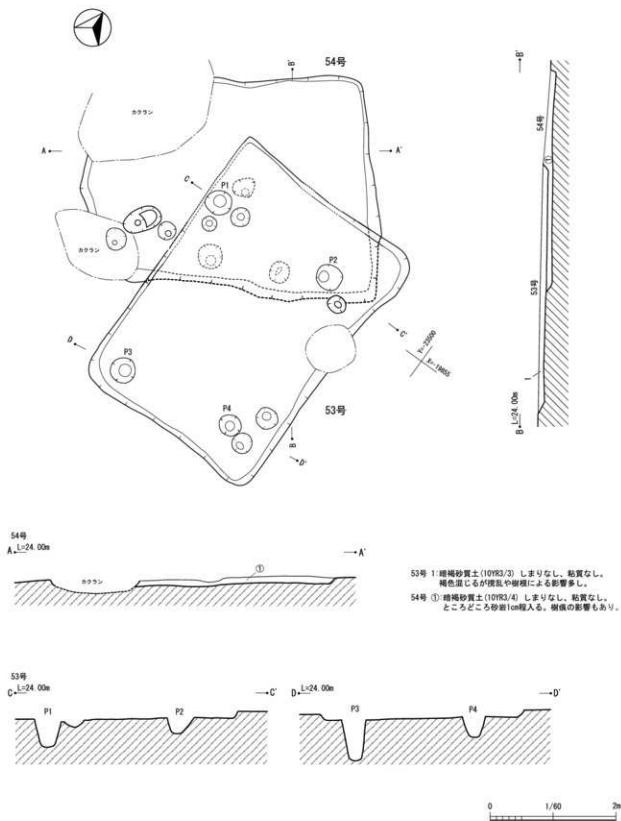 54号
B'
カクラン
A
A'
C
P1
カクラン
P2
C'
D
Y=-23500
X=-19855
P3
53号
P4
B
D'
B'
54号
①
53号
1
L=24.00m
B
54号
A L=24.00m
A'
カクラン
①
53号 1:暗褐砂質土(10YR3/3) しまりなし、粘質なし。
褐色混じるが撹乱や樹根による影響多し。
54号 ①:暗褐砂質土(10YR3/4) しまりなし、粘質なし。
ところどころ砂岩1cm程入る。樹痕の影響もあり。
53号
C L=24.00m
C'
P1
P2
D L=24.00m
D'
P3
P4
0 1/60 2m